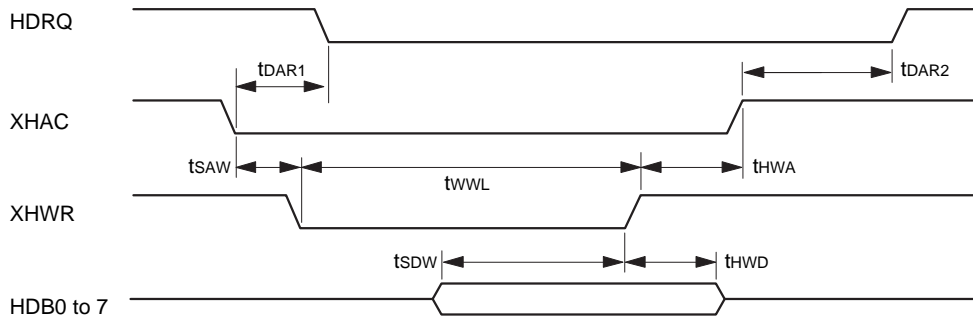 HDRQ
tDAR1
tDAR2
XHAC
tSAW
tWWL
tHWA
XHWR
tSDW
tHWD
HDB0 to 7